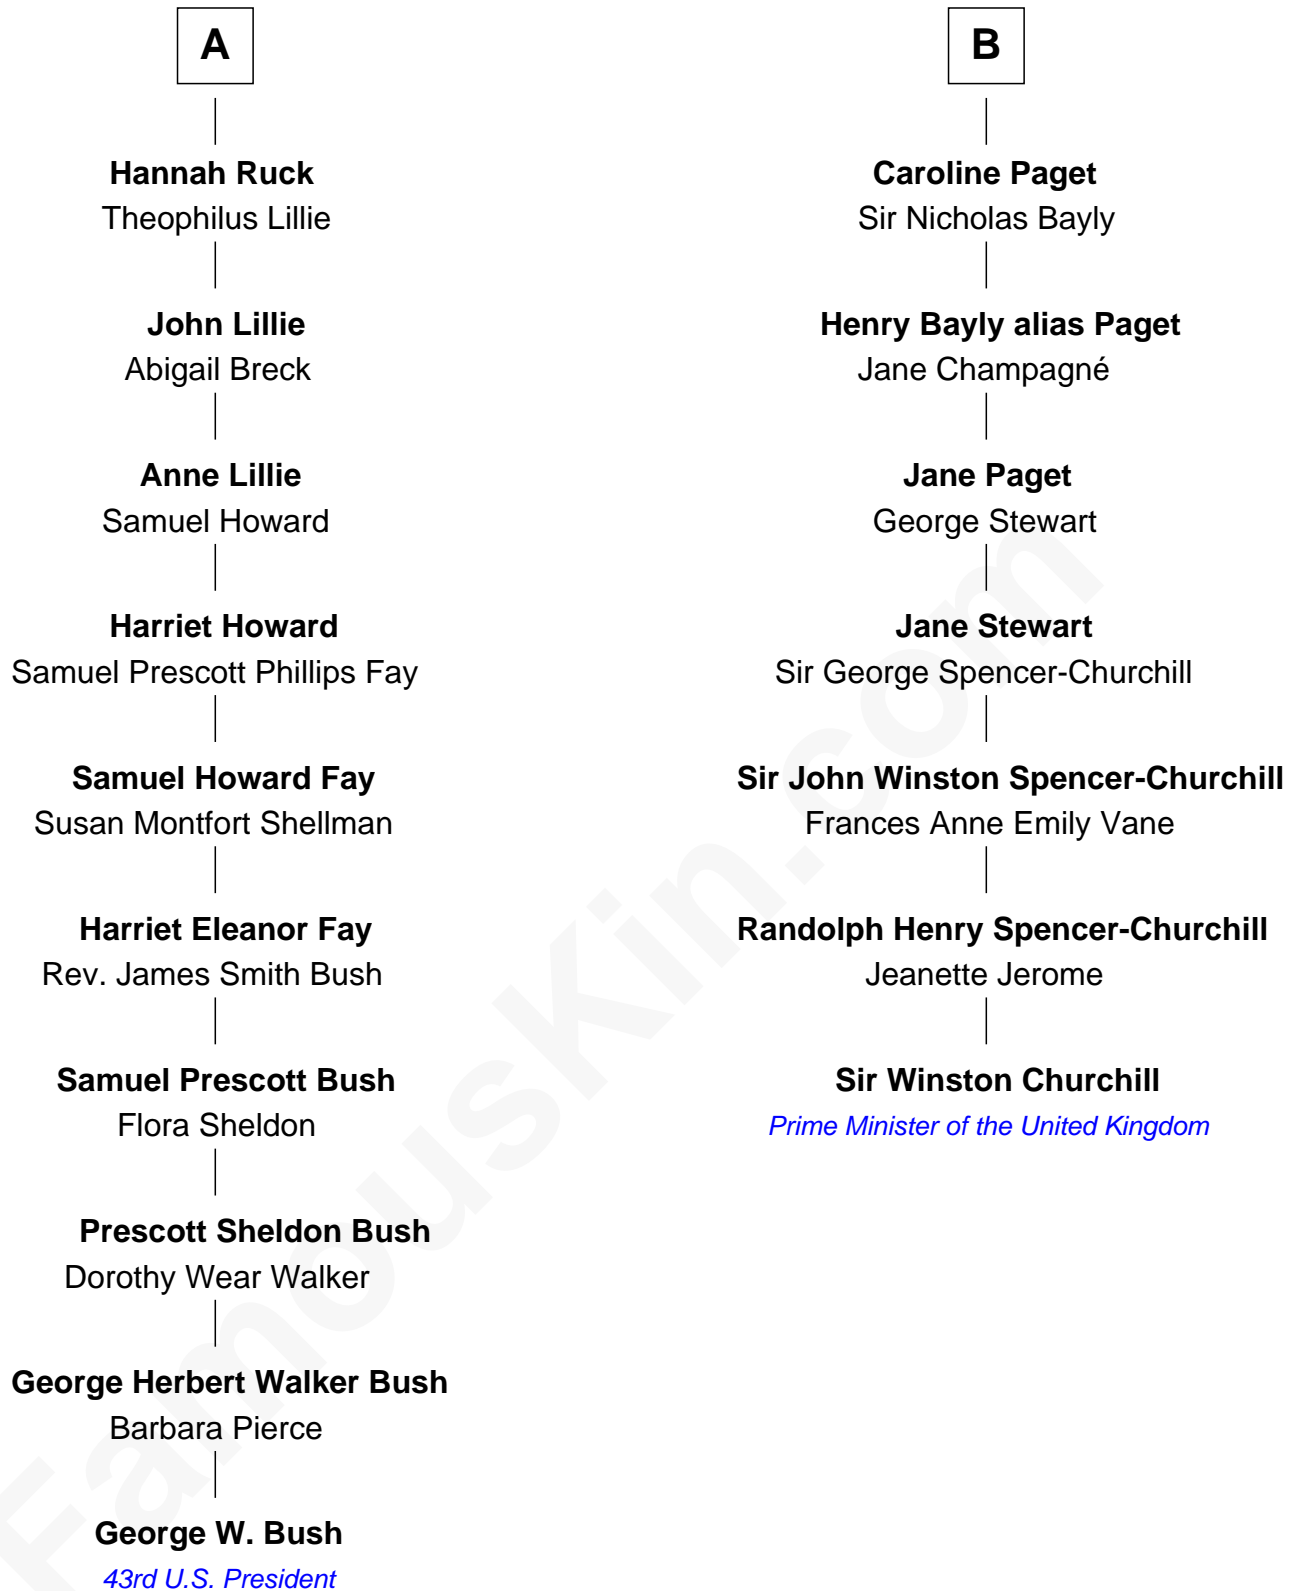 A
Hannah Ruck
Theophilus Lillie
John Lillie
Abigail Breck
Anne Lillie
Samuel Howard
Harriet Howard
Samuel Prescott Phillips Fay
Samuel Howard Fay
Susan Montfort Shellman
Harriet Eleanor Fay
Rev. James Smith Bush
Samuel Prescott Bush
Flora Sheldon
Prescott Sheldon Bush
Dorothy Wear Walker
George Herbert Walker Bush
Barbara Pierce
George W. Bush
43rd U.S. President
B
Caroline Paget
Sir Nicholas Bayly
Henry Bayly alias Paget
Jane Champagné
Jane Paget
George Stewart
Jane Stewart
Sir George Spencer-Churchill
Sir John Winston Spencer-Churchill
Frances Anne Emily Vane
Randolph Henry Spencer-Churchill
Jeanette Jerome
Sir Winston Churchill
Prime Minister of the United Kingdom
FamousKin.com